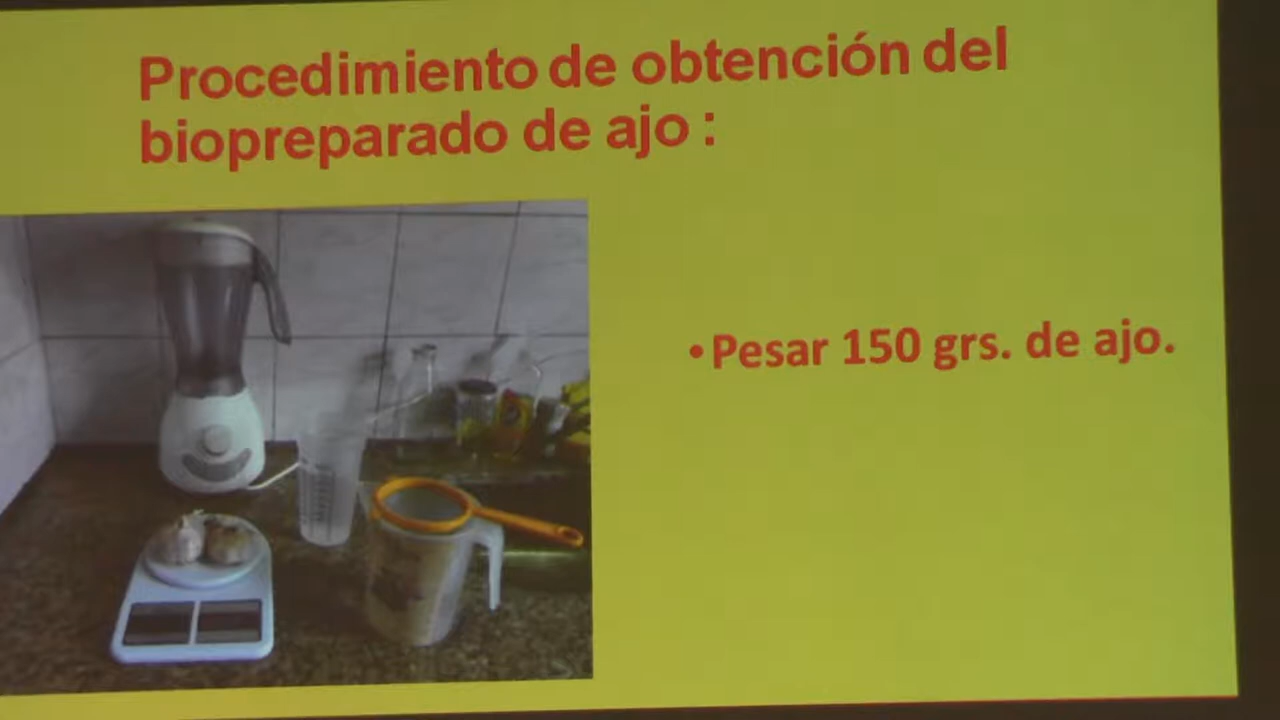 Procedimiento de obtención del
biopreparado de ajo :
•Pesar 150 grs. de ajo.